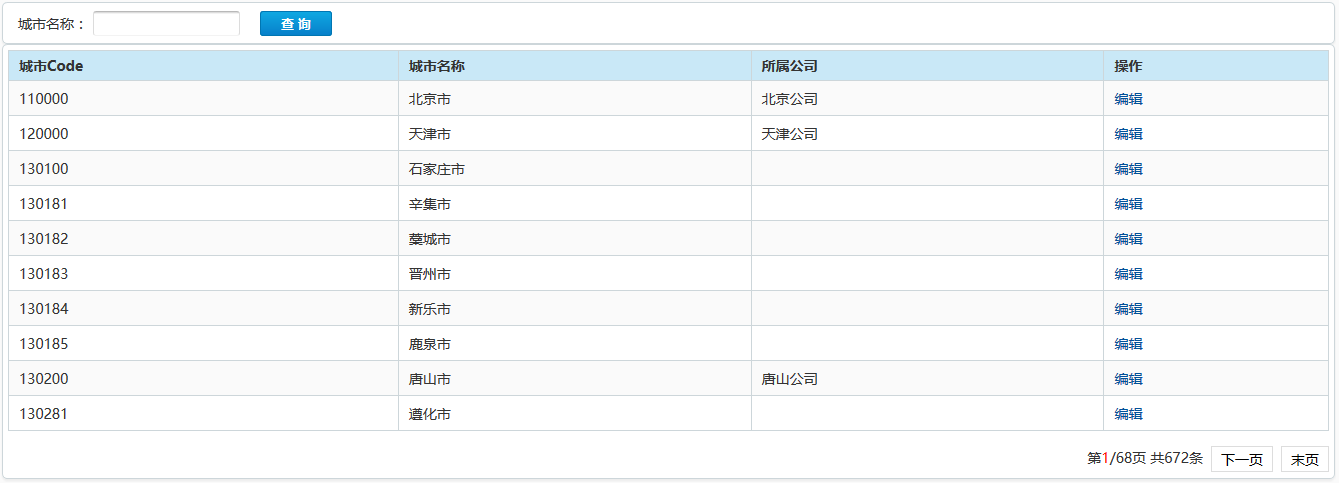 城市名称： 查 询
城市Code 城市名称 所属公司 操作
110000 北京市 北京公司 编辑
120000 天津市 天津公司 编辑
130100 石家庄市 编辑
130181 辛集市 编辑
130182 藁城市 编辑
130183 晋州市 编辑
130184 新乐市 编辑
130185 鹿泉市 编辑
130200 唐山市 唐山公司 编辑
130281 遵化市 编辑
第1/68页 共672条 下一页 末页